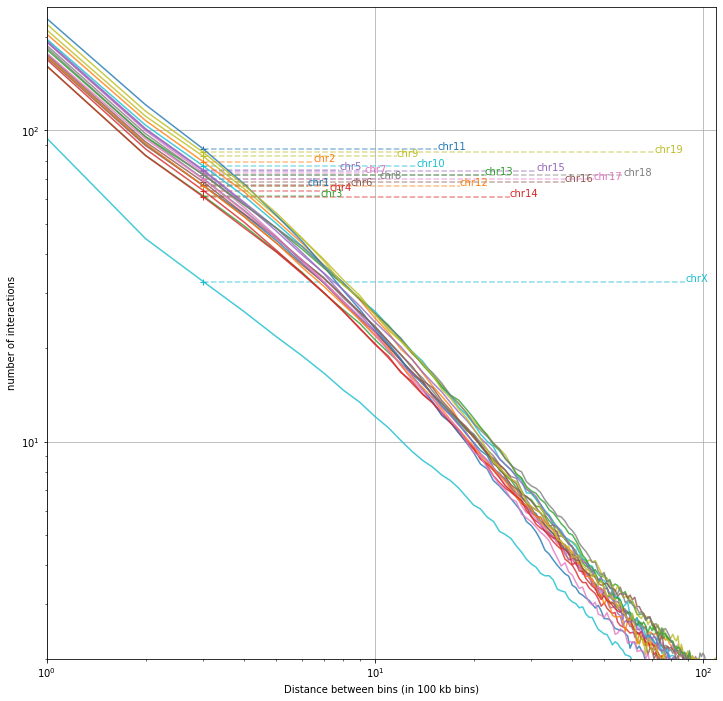 10²
10¹
number of interactions
chr11
chr19
chr9
chr2
chr10
chr5
chr7
chr15
chr13
chr18
chr8
chr17
chr16
chr1
chr6
chr12
chr4
chr3
chr14
chrX
10⁰
10¹
10²
Distance between bins (in 100 kb bins)